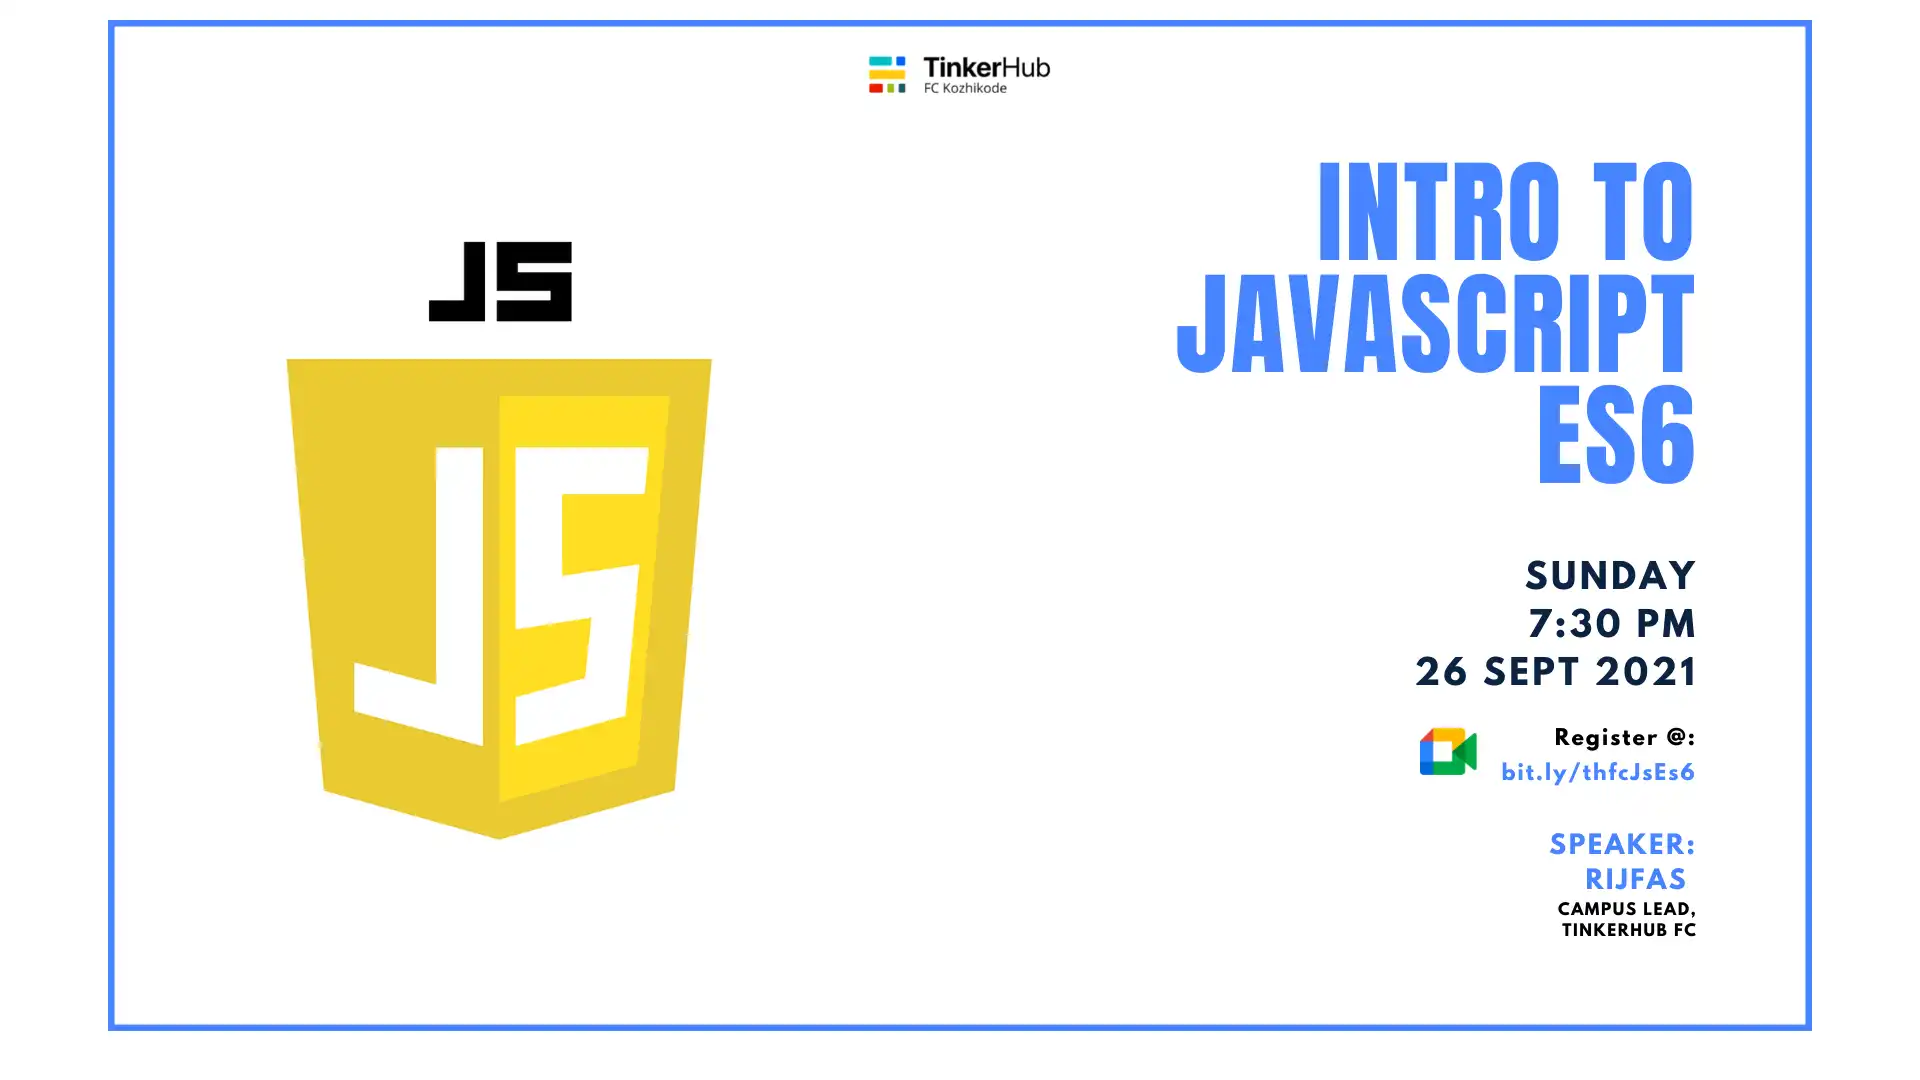 TinkerHub
FC Kozhikode
INTRO TO
JAVASCRIPT
ES6
JS
JS
SUNDAY
7:30 PM
26 SEPT 2021
Register @:
bit.ly/thfcJsEs6
SPEAKER:
RIJFAS
CAMPUS LEAD,
TINKERHUB FC